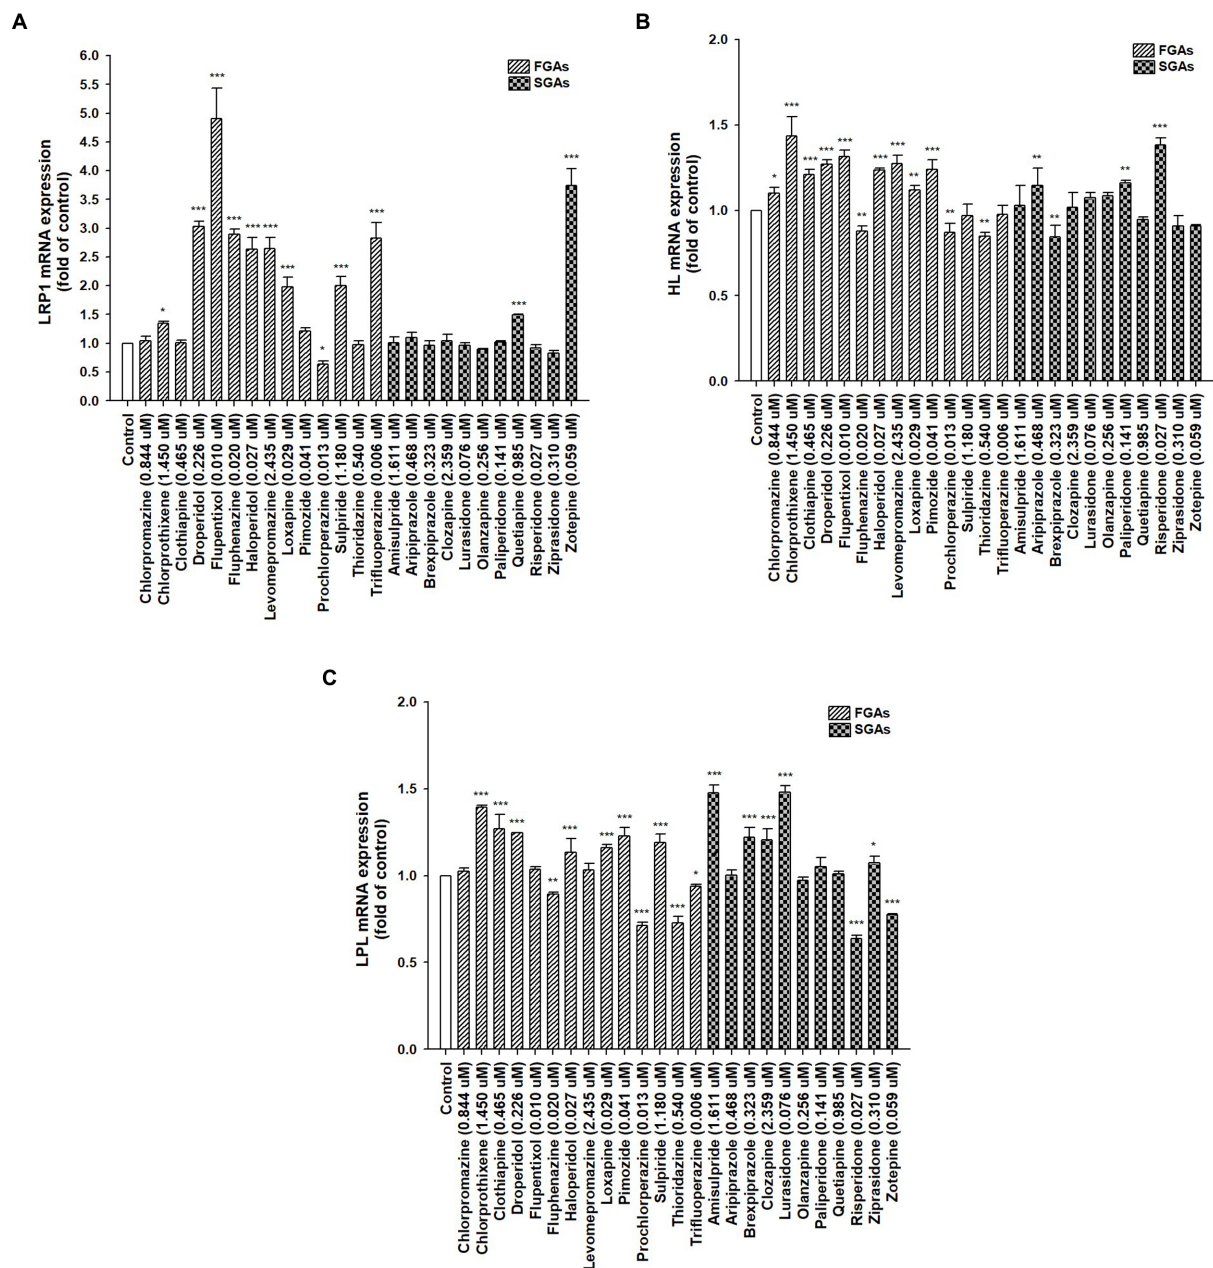 A
LRP1 mRNA expression
(fold of control)
6.0
5.5
5.0
4.5
4.0
3.5
3.0
2.5
2.0
1.5
1.0
0.5
0.0
FGAs
SGAs
*
***
***
***
***
***
***
*
***
***
***
***
Control
Chlorpromazine (0.844 uM)
Chlorprothixene (1.450 uM)
Clothiapine (0.465 uM)
Droperidol (0.226 uM)
Flupentixol (0.010 uM)
Fluphenazine (0.020 uM)
Haloperidol (0.027 uM)
Levomepromazine (2.435 uM)
Loxapine (0.029 uM)
Pimozide (0.041 uM)
Prochlorperazine (0.013 uM)
Sulpiride (1.180 uM)
Thioridazine (0.540 uM)
Trifluoperazine (0.006 uM)
Amisulpride (1.611 uM)
Aripiprazole (0.468 uM)
Brexpiprazole (0.323 uM)
Clozapine (2.359 uM)
Lurasidone (0.076 uM)
Olanzapine (0.256 uM)
Paliperidone (0.141 uM)
Quetiapine (0.985 uM)
Risperidone (0.027 uM)
Ziprasidone (0.310 uM)
Zotepine (0.059 uM)
B
HL mRNA expression
(fold of control)
2.0
1.5
1.0
0.5
0.0
FGAs
SGAs
*
***
***
***
***
**
***
***
**
***
**
**
**
**
**
***
Control
Chlorpromazine (0.844 uM)
Chlorprothixene (1.450 uM)
Clothiapine (0.465 uM)
Droperidol (0.226 uM)
Flupentixol (0.010 uM)
Fluphenazine (0.020 uM)
Haloperidol (0.027 uM)
Levomepromazine (2.435 uM)
Loxapine (0.029 uM)
Pimozide (0.041 uM)
Prochlorperazine (0.013 uM)
Sulpiride (1.180 uM)
Thioridazine (0.540 uM)
Trifluoperazine (0.006 uM)
Amisulpride (1.611 uM)
Aripiprazole (0.468 uM)
Brexpiprazole (0.323 uM)
Clozapine (2.359 uM)
Lurasidone (0.076 uM)
Olanzapine (0.256 uM)
Paliperidone (0.141 uM)
Quetiapine (0.985 uM)
Risperidone (0.027 uM)
Ziprasidone (0.310 uM)
Zotepine (0.059 uM)
C
LPL mRNA expression
(fold of control)
2.0
1.5
1.0
0.5
0.0
FGAs
SGAs
***
***
***
**
***
***
***
***
***
***
*
***
***
***
***
***
*
***
Control
Chlorpromazine (0.844 uM)
Chlorprothixene (1.450 uM)
Clothiapine (0.465 uM)
Droperidol (0.226 uM)
Flupentixol (0.010 uM)
Fluphenazine (0.020 uM)
Haloperidol (0.027 uM)
Levomepromazine (2.435 uM)
Loxapine (0.029 uM)
Pimozide (0.041 uM)
Prochlorperazine (0.013 uM)
Sulpiride (1.180 uM)
Thioridazine (0.540 uM)
Trifluoperazine (0.006 uM)
Amisulpride (1.611 uM)
Aripiprazole (0.468 uM)
Brexpiprazole (0.323 uM)
Clozapine (2.359 uM)
Lurasidone (0.076 uM)
Olanzapine (0.256 uM)
Paliperidone (0.141 uM)
Quetiapine (0.985 uM)
Risperidone (0.027 uM)
Ziprasidone (0.310 uM)
Zotepine (0.059 uM)